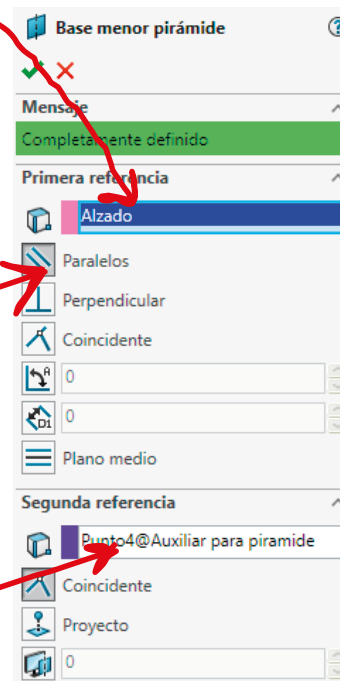 Base menor pirámide
Mensaje
Completamente definido
Primera referencia
Alzado
Paralelos
Perpendicular
Coincidente
A
0
D1
0
Plano medio
Segunda referencia
Punto4@Auxiliar para piramide
Coincidente
Proyecto
0